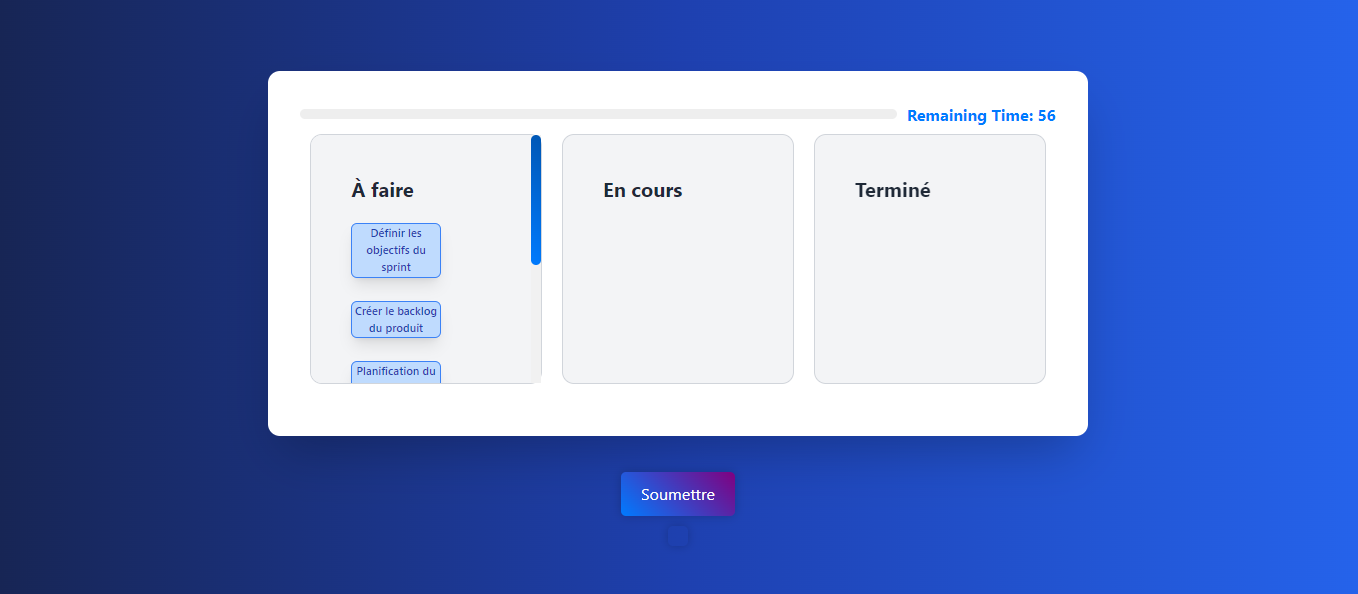 Remaining Time: 56
À faire
En cours
Terminé
Définir les
objectifs du
sprint
Créer le backlog
du produit
Planification du
Soumettre